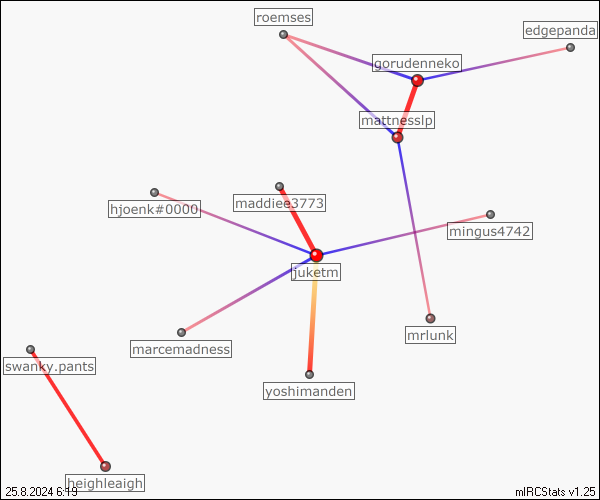 roemses
edgepanda
gorudenneko
mattnesslp
maddiee3773
hjoenk#0000
mingus4742
juketm
mrlunk
marcemadness
swanky.pants
yoshimanden
heighleaigh
25.8.2024 6:19
mIRCStats v1.25